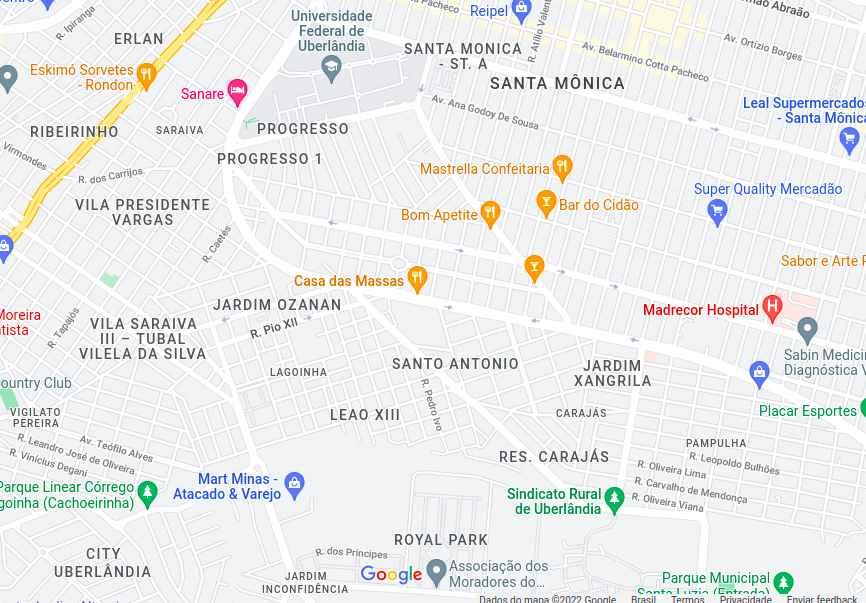 Pacheco
Reipel
ão Abraão
R. Ipiranga
Universidade
Federal de
Uberlândia
ERLAN
R. Atílio Valen
SANTA MONICA
- ST. A
Av. Ortízio Borges
Av. Belarmino Cotta Pacheco
Eskimó Sorvetes
- Rondon
Sanare
SANTA MÔNICA
Av. Ana Godoy De Sousa
Leal Supermercado
- Santa Mônica
RIBEIRINHO
SARAIVA
PROGRESSO
PROGRESSO 1
Virmondes
R. dos Carrijos
Mastrella Confeitaria
Super Quality Mercadão
VILA PRESIDENTE
VARGAS
Bom Apetite
Bar do Cidão
R. Caetés
Sabor e Arte R
Casa das Massas
JARDIM OZANAN
Madrecor Hospital
Moreira
tista
R. Tapajós
R. Pio XII
VILA SARAIVA
III – TUBAL
VILELA DA SILVA
Sabin Medici
Diagnóstica V
SANTO ANTONIO
JARDIM
XANGRILA
LAGOINHA
ountry Club
R. Pedro Ivo
VIGILATO
PEREIRA
LEAO XIII
CARAJÁS
Placar Esportes
Av. Teófilo Alves
R. Leandro José de Oliveira
R. Vinícius Degani
PAMPULHA
RES. CARAJÁS
R. Leopoldo Bulhões
R. Oliveira Lima
R. Carvalho de Mendonça
R. Oliveira Viana
Mart Minas -
Atacado & Varejo
Parque Linear Córrego
goinha (Cachoeirinha)
Sindicato Rural
de Uberlândia
ROYAL PARK
CITY
UBERLÂNDIA
R. dos Príncipes
Associação dos
Moradores do...
Google
JARDIM
INCONFIDÊNCIA
Parque Municipal
Santa Luzia (Entrada)
Dados do mapa ©2022 Google Brasil Termos Privacidade Enviar feedback